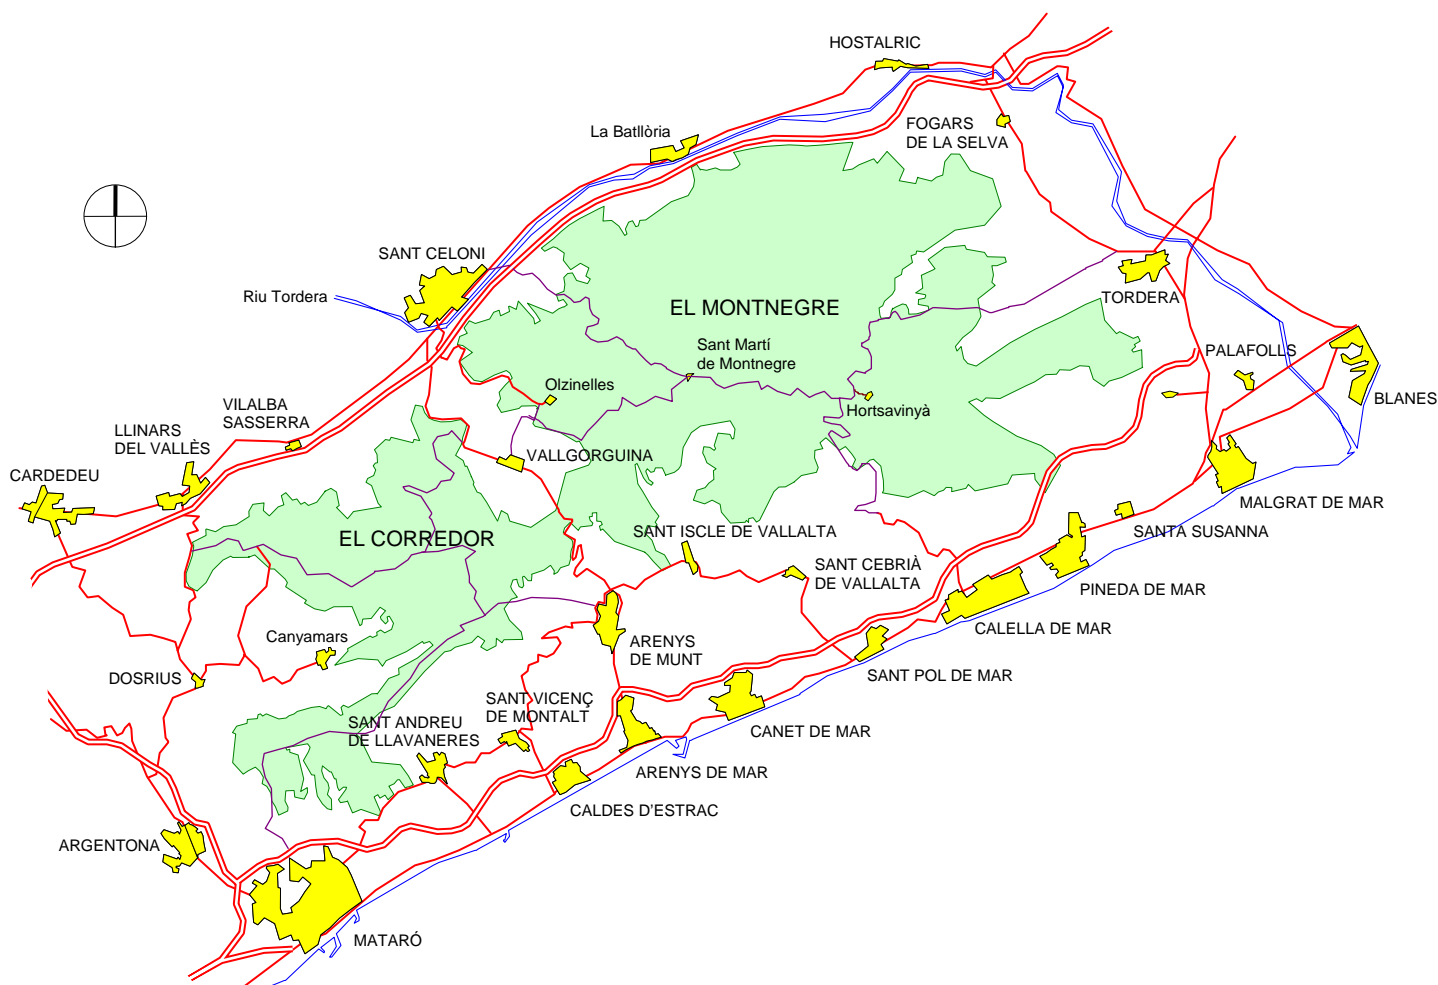 HOSTALRIC
La Batllòria
FOGARS
DE LA SELVA
SANT CELONI
Riu Tordera
EL MONTNEGRE
TORDERA
Sant Martí
de Montnegre
PALAFOLLS
Olzinelles
Hortsavinyà
BLANES
VILALBA
SASSERRA
LLINARS
DEL VALLÈS
VALLGORGUINA
CARDEDEU
MALGRAT DE MAR
EL CORREDOR
SANT ISCLE DE VALLALTA
SANTA SUSANNA
SANT CEBRIÀ
DE VALLALTA
PINEDA DE MAR
CALELLA DE MAR
Canyamars
ARENYS
DE MUNT
DOSRIUS
SANT POL DE MAR
SANT VICENÇ
DE MONTALT
SANT ANDREU
DE LLAVANERES
CANET DE MAR
ARENYS DE MAR
CALDES D'ESTRAC
ARGENTONA
MATARÓ